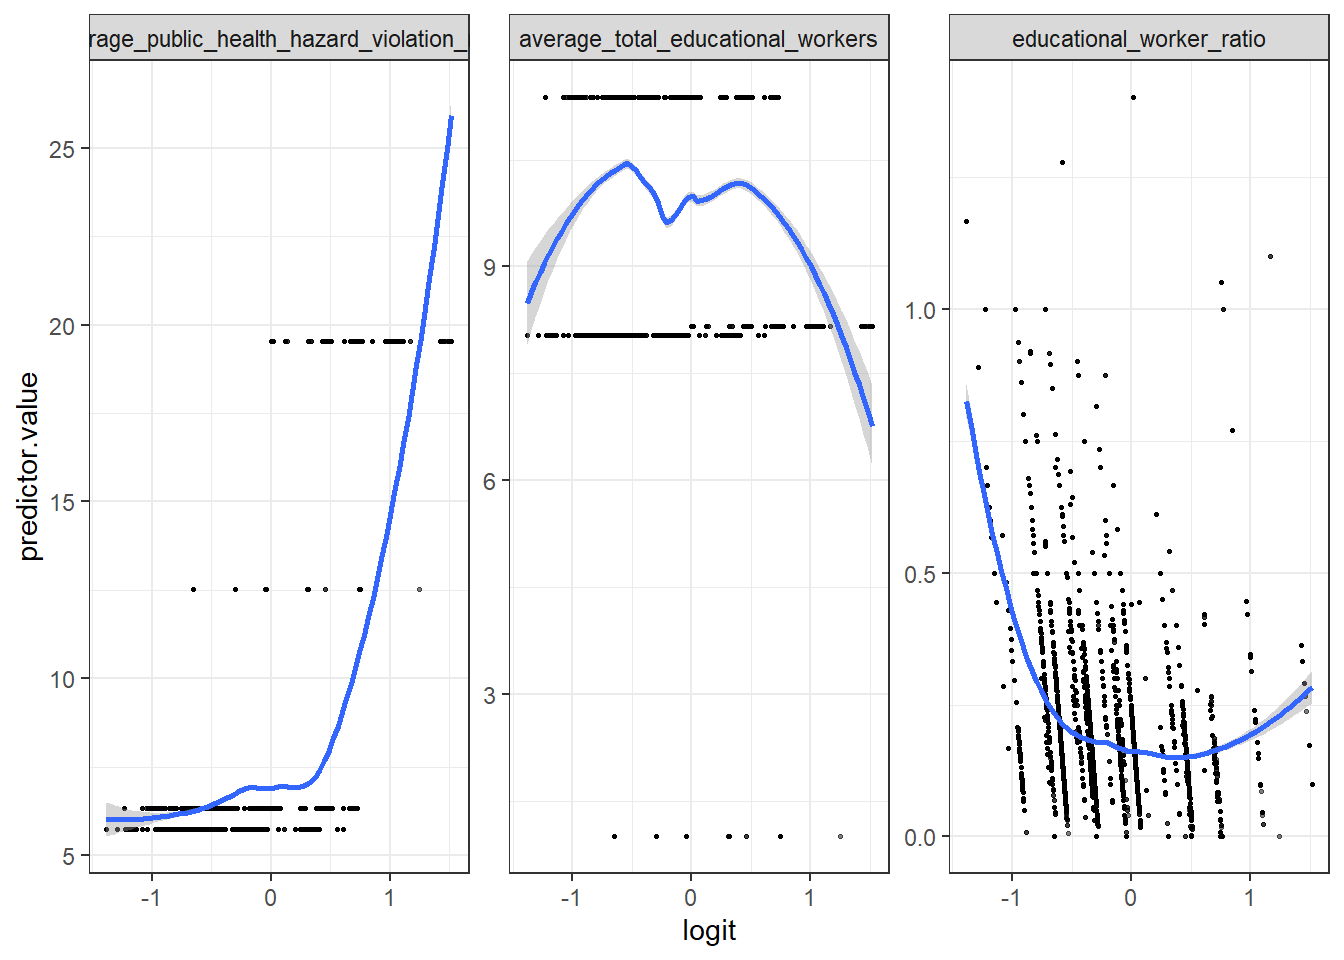 rage_public_health_hazard_violation_
average_total_educational_workers
educational_worker_ratio
predictor.value
25
20
15
10
5
9
6
3
1.0
0.5
0.0
-1 0 1
-1 0 1
-1 0 1
logit